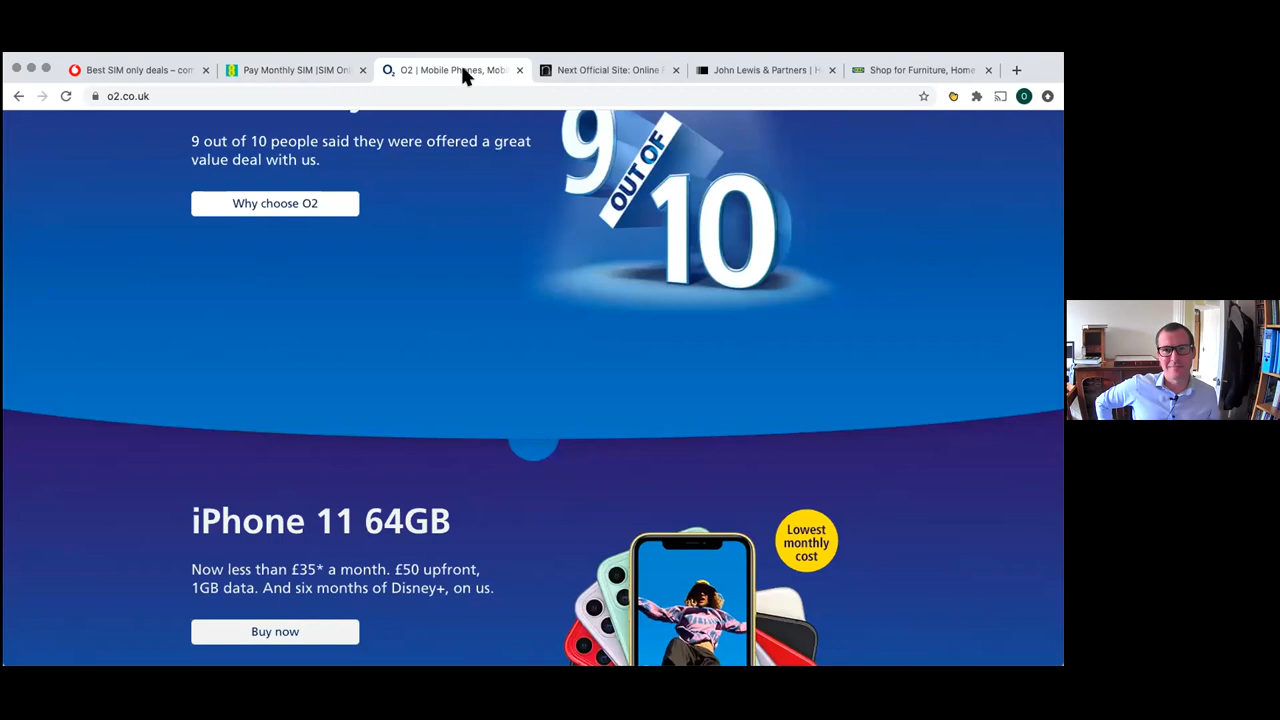 Best SIM only deals – com
Pay Monthly SIM |SIM Onl
O2 | Mobile Phones, Mobi
Next Official Site: Online F
John Lewis & Partners | H
Shop for Furniture, Home
o2.co.uk
O
9 out of 10 people said they were offered a great
value deal with us.
Why choose O2
9
OUT OF
10
iPhone 11 64GB
Now less than £35* a month. £50 upfront,
1GB data. And six months of Disney+, on us.
Buy now
Lowest
monthly
cost